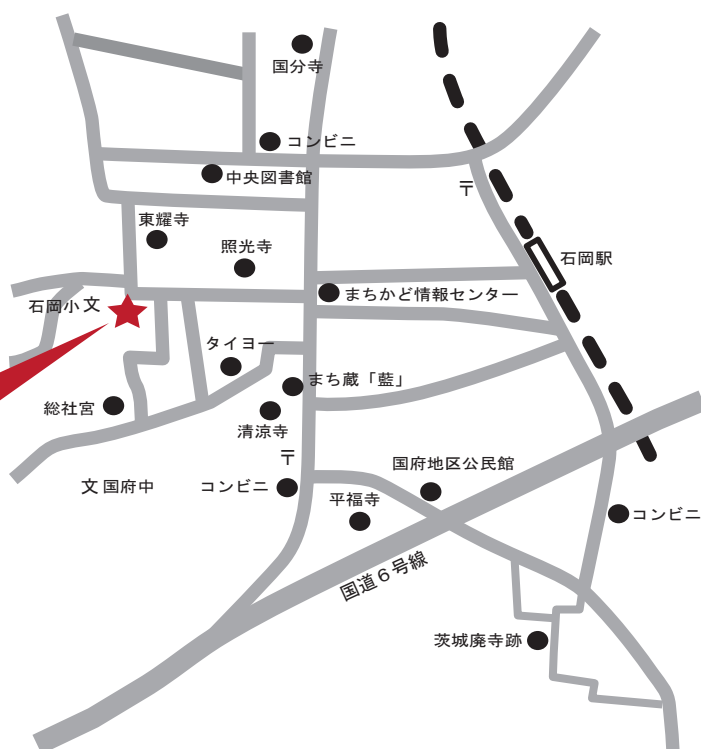 国分寺
コンビニ
中央図書館
〒
東耀寺
照光寺
石岡駅
まちかど情報センター
石岡小 文
タイヨー
まち蔵「藍」
総社宮
清涼寺
〒
国府地区公民館
文 国府中
コンビニ
平福寺
コンビニ
国道6号線
茨城廃寺跡